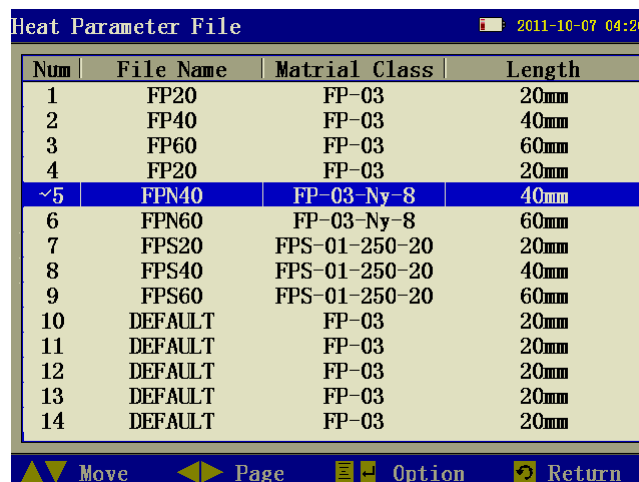 Heat Parameter File 2011-10-07 04:20
Num File Name Matrial Class Length
1 FP20 FP-03 20mm
2 FP40 FP-03 40mm
3 FP60 FP-03 60mm
4 FP20 FP-03 20mm
~5 FPN40 FP-03-Ny-8 40mm
6 FPN60 FP-03-Ny-8 60mm
7 FPS20 FPS-01-250-20 20mm
8 FPS40 FPS-01-250-20 40mm
9 FPS60 FPS-01-250-20 60mm
10 DEFAULT FP-03 20mm
11 DEFAULT FP-03 20mm
12 DEFAULT FP-03 20mm
13 DEFAULT FP-03 20mm
14 DEFAULT FP-03 20mm
Move Page Option Return